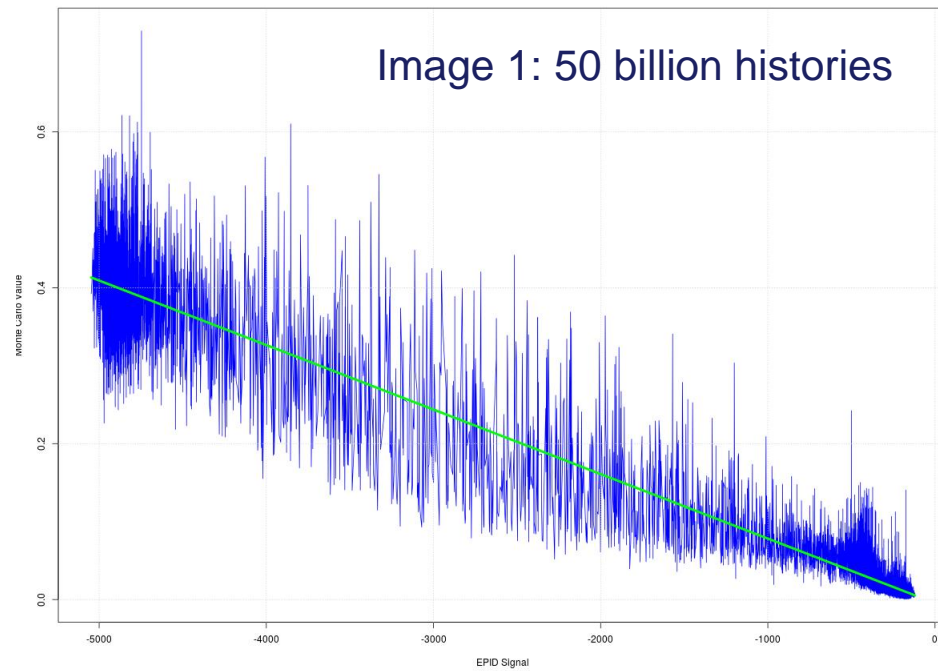 Image 1: 50 billion histories
0.6
0.4
0.2
0.0
Monte Carlo Value
-5000 -4000 -3000 -2000 -1000 0
EPID Signal